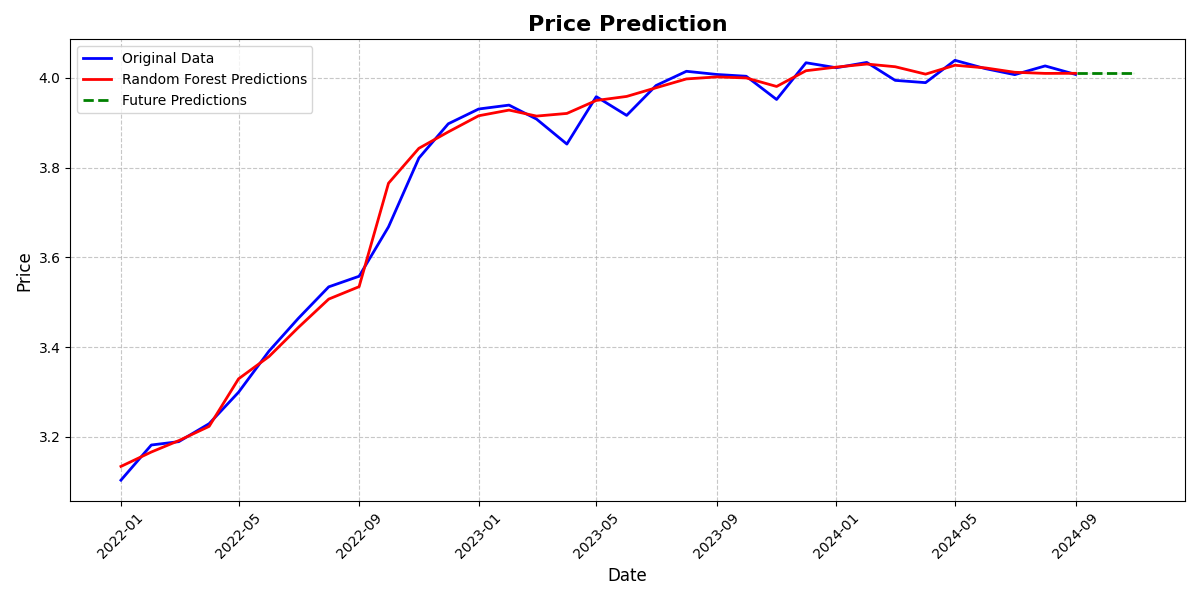 Price Prediction
Original Data
Random Forest Predictions
Future Predictions
Price
4.0
3.8
3.6
3.4
3.2
2022-01
2022-05
2022-09
2023-01
2023-05
2023-09
2024-01
2024-05
2024-09
Date